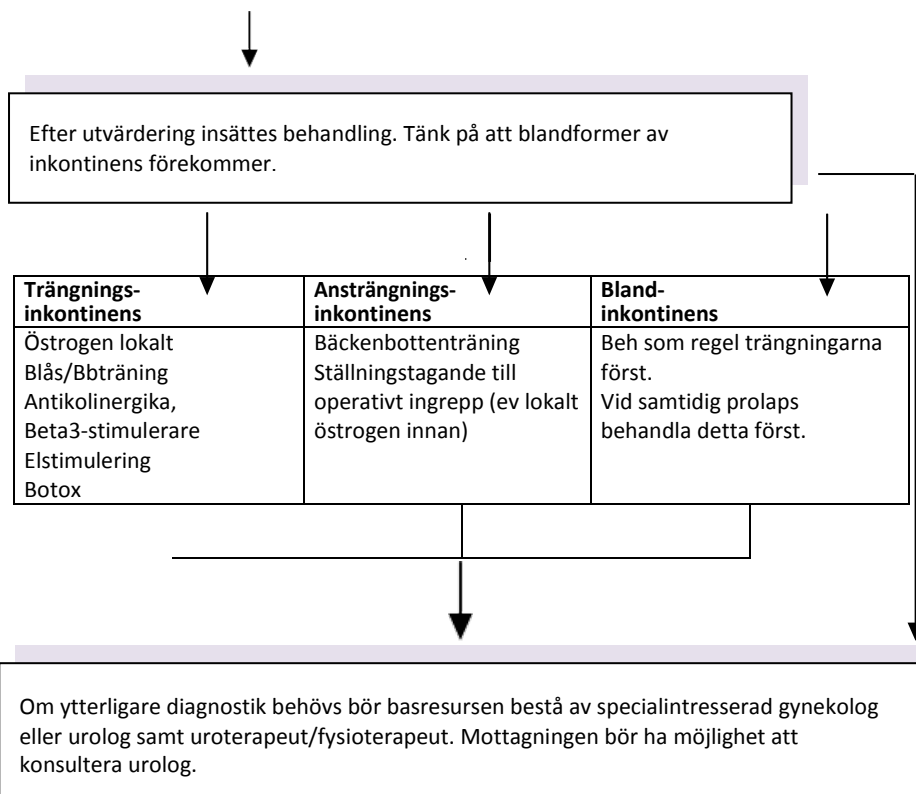 Efter utvärdering insättes behandling. Tänk på att blandformer av
inkontinens förekommer.
Trängnings-
inkontinens
Östrogen lokalt
Blås/Bbträning
Antikolinergika,
Beta3-stimulerare
Elstimulering
Botox
Ansträngnings-
inkontinens
Bäckenbottenträning
Ställningstagande till
operativt ingrepp (ev lokalt
östrogen innan)
Bland-
inkontinens
Beh som regel trängningarna
först.
Vid samtidig prolaps
behandla detta först.
Om ytterligare diagnostik behövs bör basresursen bestå av specialintresserad gynekolog
eller urolog samt uroterapeut/fysioterapeut. Mottagningen bör ha möjlighet att
konsultera urolog.